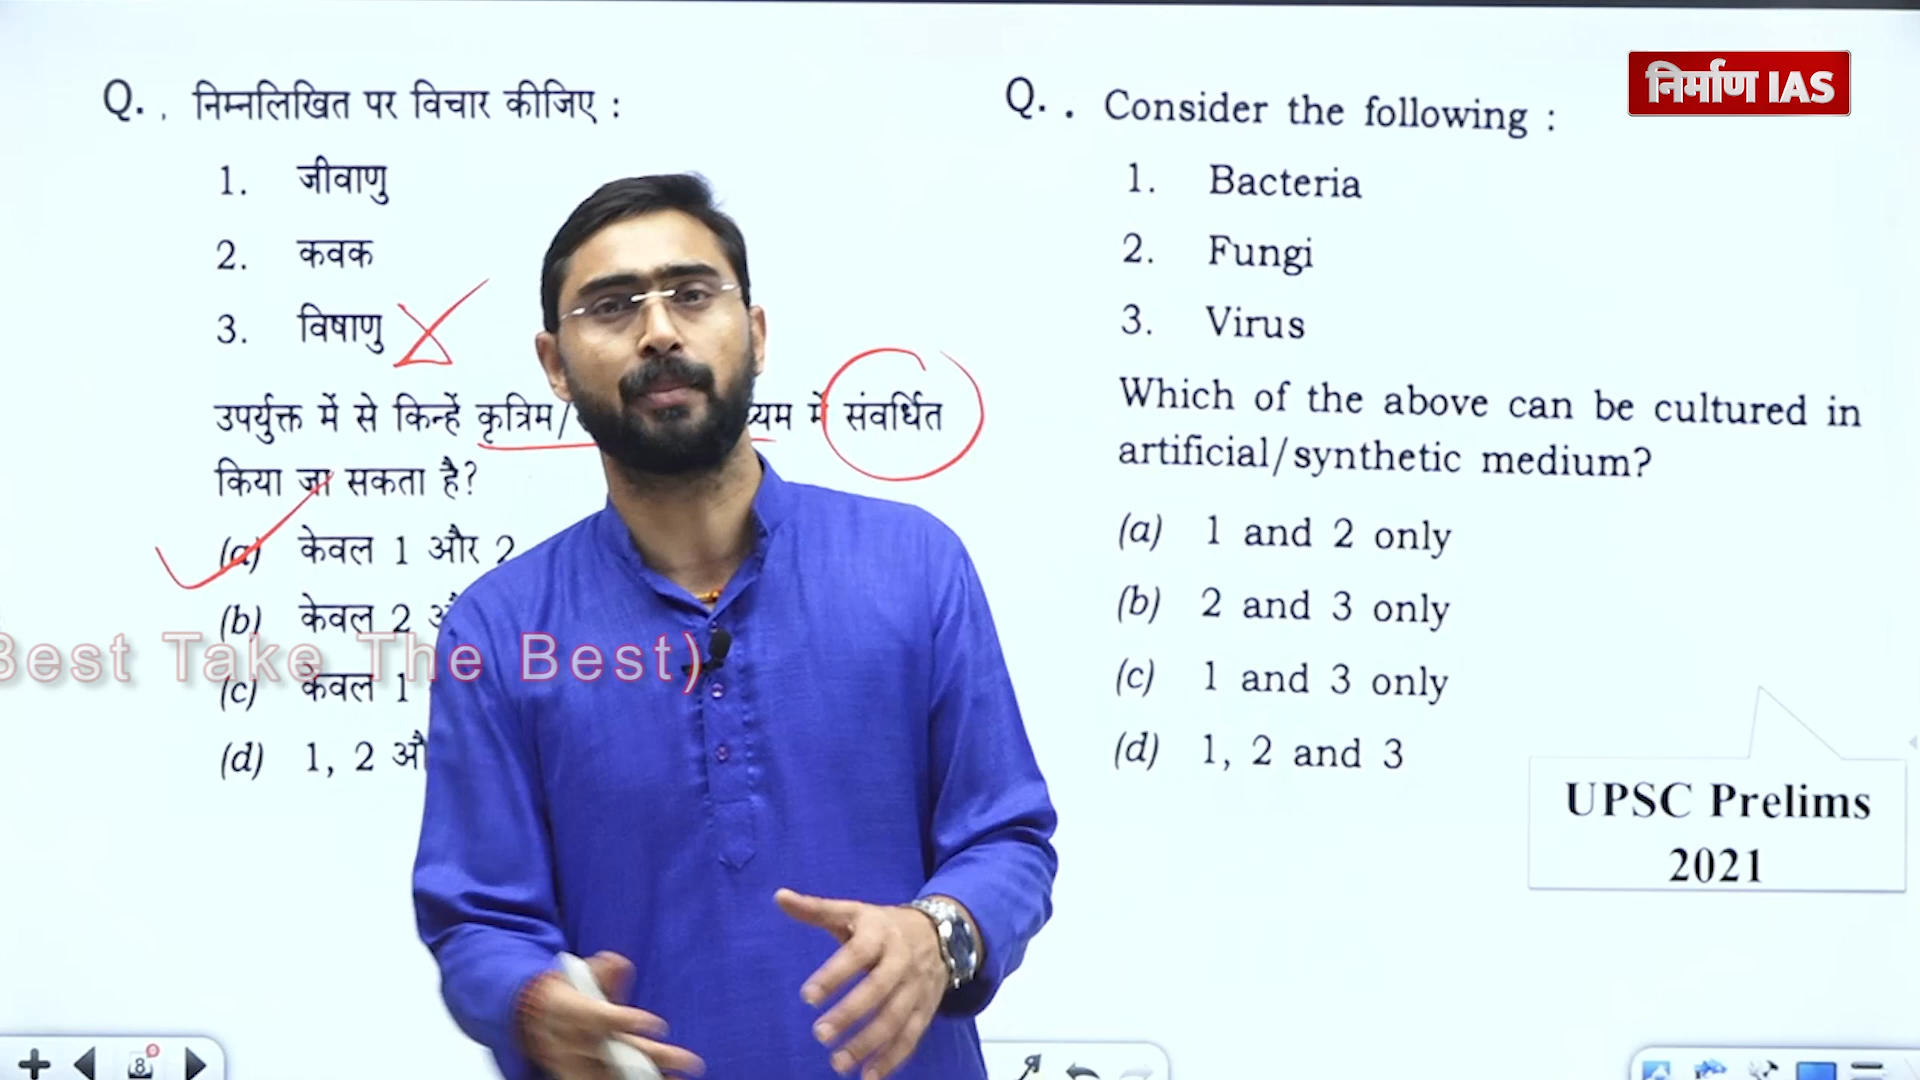 निर्माण IAS
Q. . निम्नलिखित पर विचार कीजिए :
1. जीवाणु
2. कवक
3. विषाणु
उपर्युक्त में से किन्हें कृत्रिम/ में संवर्धित
किया जा सकता है?
(a) केवल 1 और 2
(b) केवल 2
(c) केवल 1
(d) 1, 2
Best Take The Best)
Q. . Consider the following :
1. Bacteria
2. Fungi
3. Virus
Which of the above can be cultured in
artificial/synthetic medium?
(a) 1 and 2 only
(b) 2 and 3 only
(c) 1 and 3 only
(d) 1, 2 and 3
UPSC Prelims
2021
8